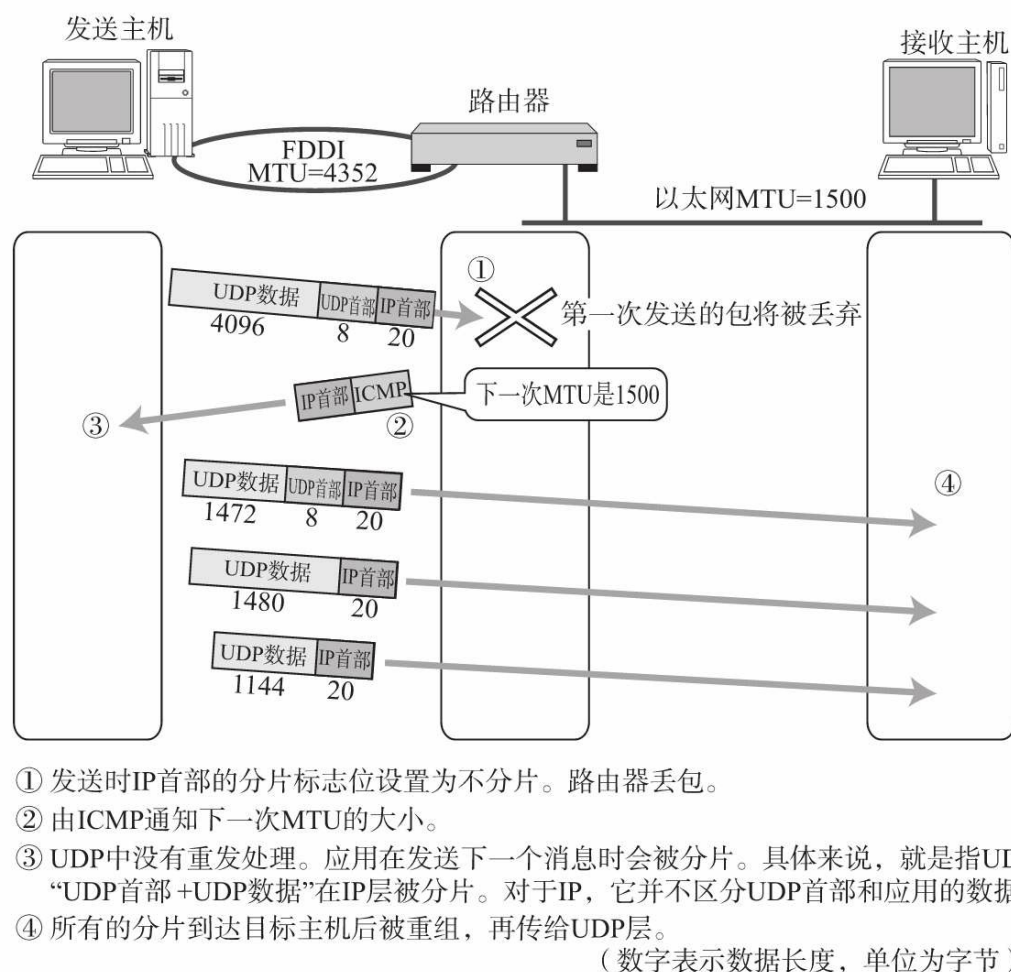 发送主机
接收主机
路由器
FDDI
MTU=4352
以太网MTU=1500
①
UDP数据 UDP首部 IP首部
4096 8 20
第一次发送的包将被丢弃
IP首部 ICMP
下一次MTU是1500
②
③
UDP数据 UDP首部 IP首部
1472 8 20
④
UDP数据 IP首部
1480 20
UDP数据 IP首部
1144 20
① 发送时IP首部的分片标志位设置为不分片。路由器丢包。
② 由ICMP通知下一次MTU的大小。
③ UDP中没有重发处理。应用在发送下一个消息时会被分片。具体来说，就是指UD
“UDP首部+UDP数据”在IP层被分片。对于IP，它并不区分UDP首部和应用的数据
④ 所有的分片到达目标主机后被重组，再传给UDP层。
（数字表示数据长度，单位为字节）